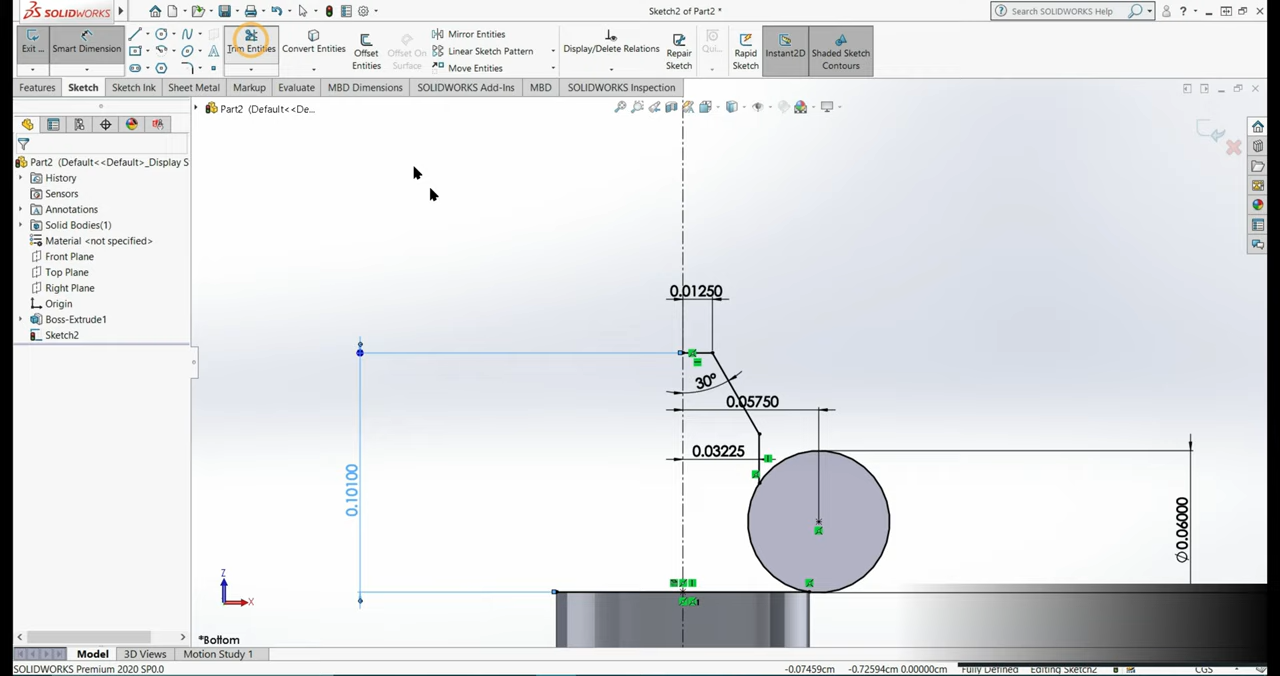 SOLIDWORKS
Sketch2 of Part2 *
Search SOLIDWORKS Help
Exit ...
Smart Dimension
Trim Entities
Convert Entities
Offset Entities
Offset On Surface
Mirror Entities
Linear Sketch Pattern
Move Entities
Display/Delete Relations
Repair Sketch
Qui...
Rapid Sketch
Instant2D
Shaded Sketch Contours
Features
Sketch
Sketch Ink
Sheet Metal
Markup
Evaluate
MBD Dimensions
SOLIDWORKS Add-Ins
MBD
SOLIDWORKS Inspection
Part2 (Default<<De...
Part2 (Default<<Default>_Display S
History
Sensors
Annotations
Solid Bodies(1)
Material <not specified>
Front Plane
Top Plane
Right Plane
Origin
Boss-Extrude1
Sketch2
0.01250
30°
0.05750
0.03225
0.10100
Ø0.06000
Z
X
*Bottom
Model
3D Views
Motion Study 1
SOLIDWORKS Premium 2020 SP0.0
-0.07459cm
-0.72594cm 0.00000cm
Fully Defined
Editing Sketch2
CGS